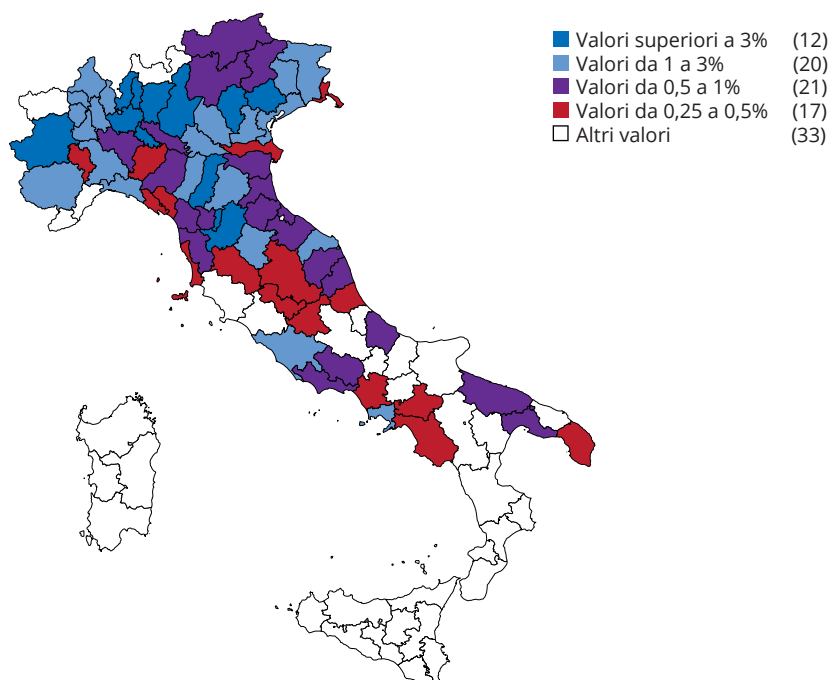 Valori superiori a 3% (12)
Valori da 1 a 3% (20)
Valori da 0,5 a 1% (21)
Valori da 0,25 a 0,5% (17)
Altri valori (33)